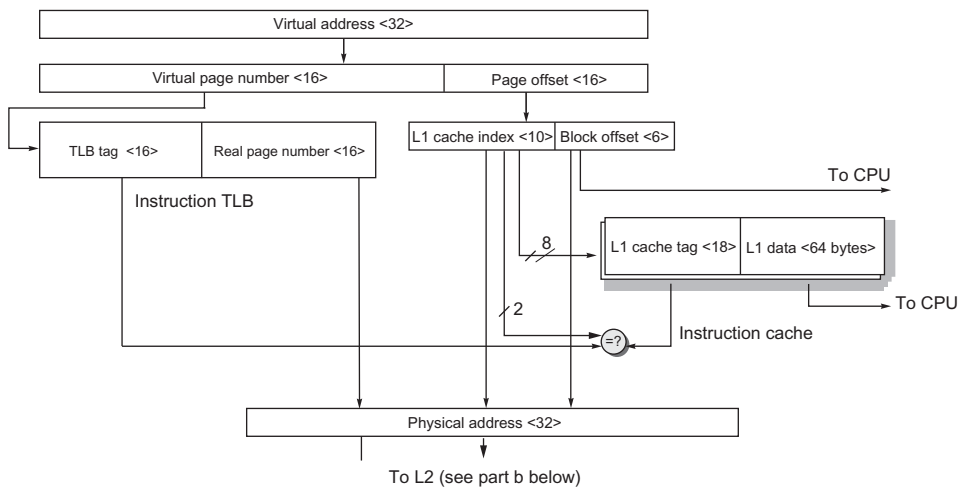 Virtual address <32>
Virtual page number <16>
Page offset <16>
TLB tag <16>
Real page number <16>
L1 cache index <10>
Block offset <6>
To CPU
Instruction TLB
8
L1 cache tag <18>
L1 data <64 bytes>
2
To CPU
=?
Instruction cache
Physical address <32>
To L2 (see part b below)